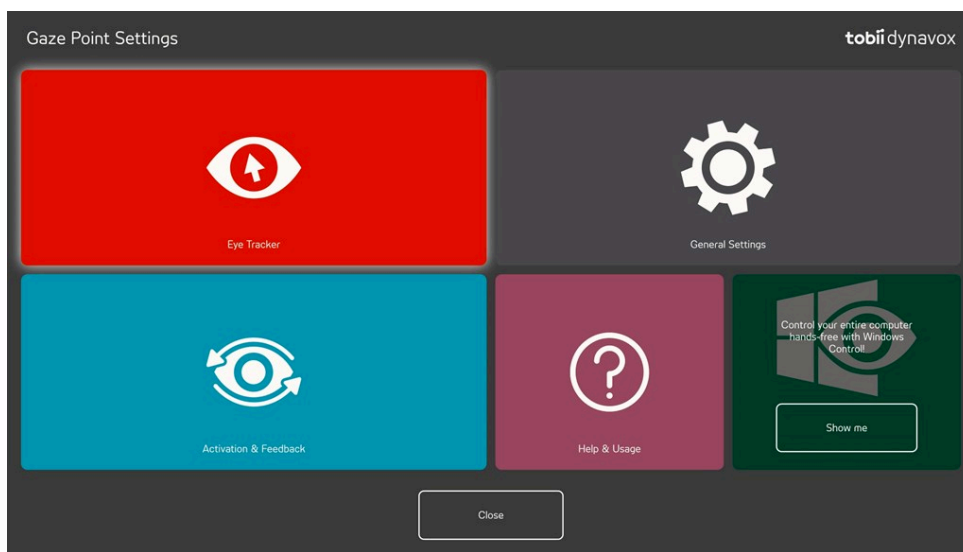 Gaze Point Settings
tobii dynavox
Eye Tracker
General Settings
Activation & Feedback
Help & Usage
Control your entire computer
hands-free with Windows
Control!
Show me
Close